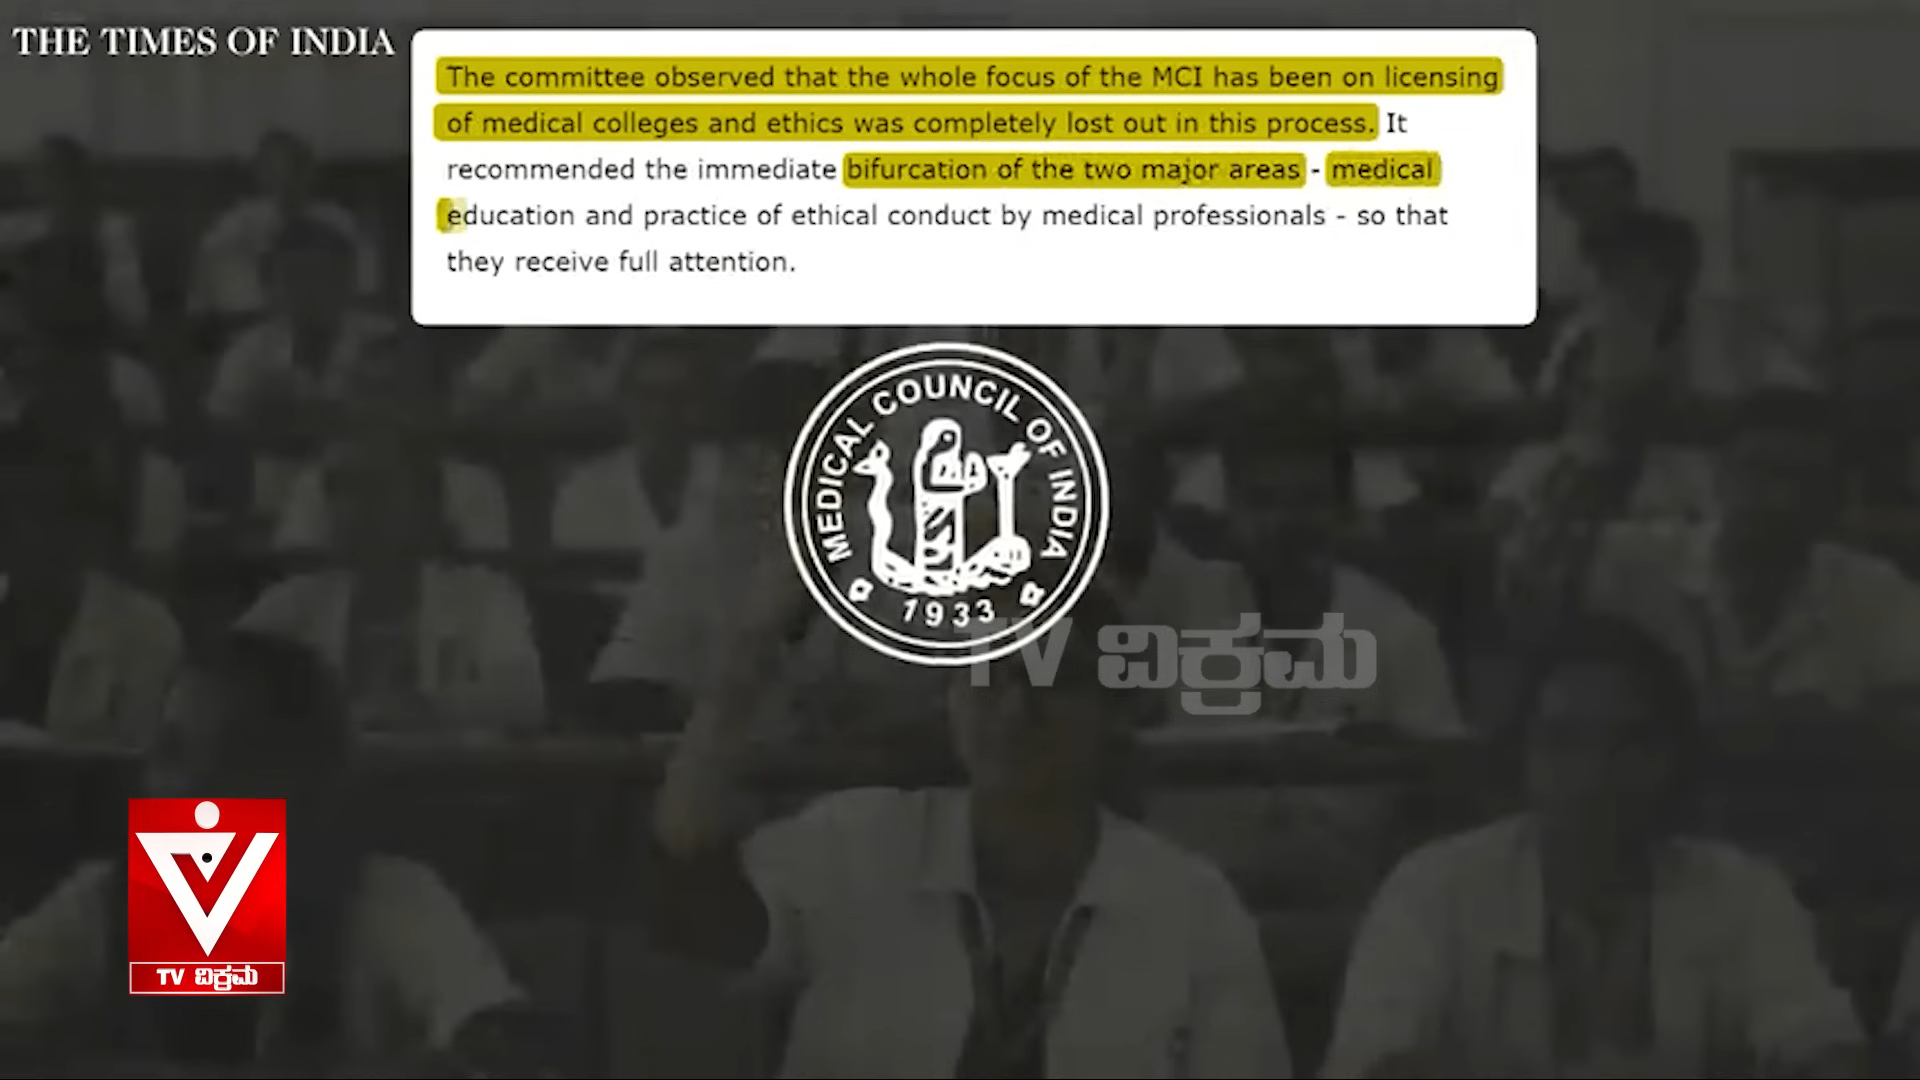 THE TIMES OF INDIA
The committee observed that the whole focus of the MCI has been on licensing
of medical colleges and ethics was completely lost out in this process. It
recommended the immediate bifurcation of the two major areas - medical
education and practice of ethical conduct by medical professionals - so that
they receive full attention.
MEDICAL COUNCIL OF INDIA
1933
TV ವಿಕ್ರಮ
TV ವಿಕ್ರಮ